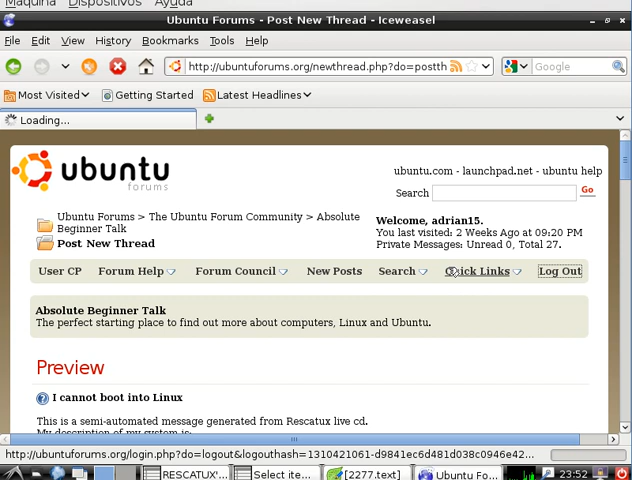 Máquina Dispositivos Ayuda
Ubuntu Forums - Post New Thread - Iceweasel
File Edit View History Bookmarks Tools Help
http://ubuntuforums.org/newthread.php?do=postth
Google
Most Visited Getting Started Latest Headlines
Loading...
ubuntu
forums
ubuntu.com - launchpad.net - ubuntu help
Search Go
Ubuntu Forums > The Ubuntu Forum Community > Absolute
Beginner Talk
Post New Thread
Welcome, adrian15.
You last visited: 2 Weeks Ago at 09:20 PM
Private Messages: Unread 0, Total 27.
User CP Forum Help Forum Council New Posts Search Quick Links Log Out
Absolute Beginner Talk
The perfect starting place to find out more about computers, Linux and Ubuntu.
Preview
I cannot boot into Linux
This is a semi-automated message generated from Rescatux live cd.
My description of my system is:
http://ubuntuforums.org/login.php?do=logout&logouthash=1310421061-d9841ec6d481d038c0946e42...
RESCATUX'... Select ite... [2277.text] Ubuntu Fo... 23:52